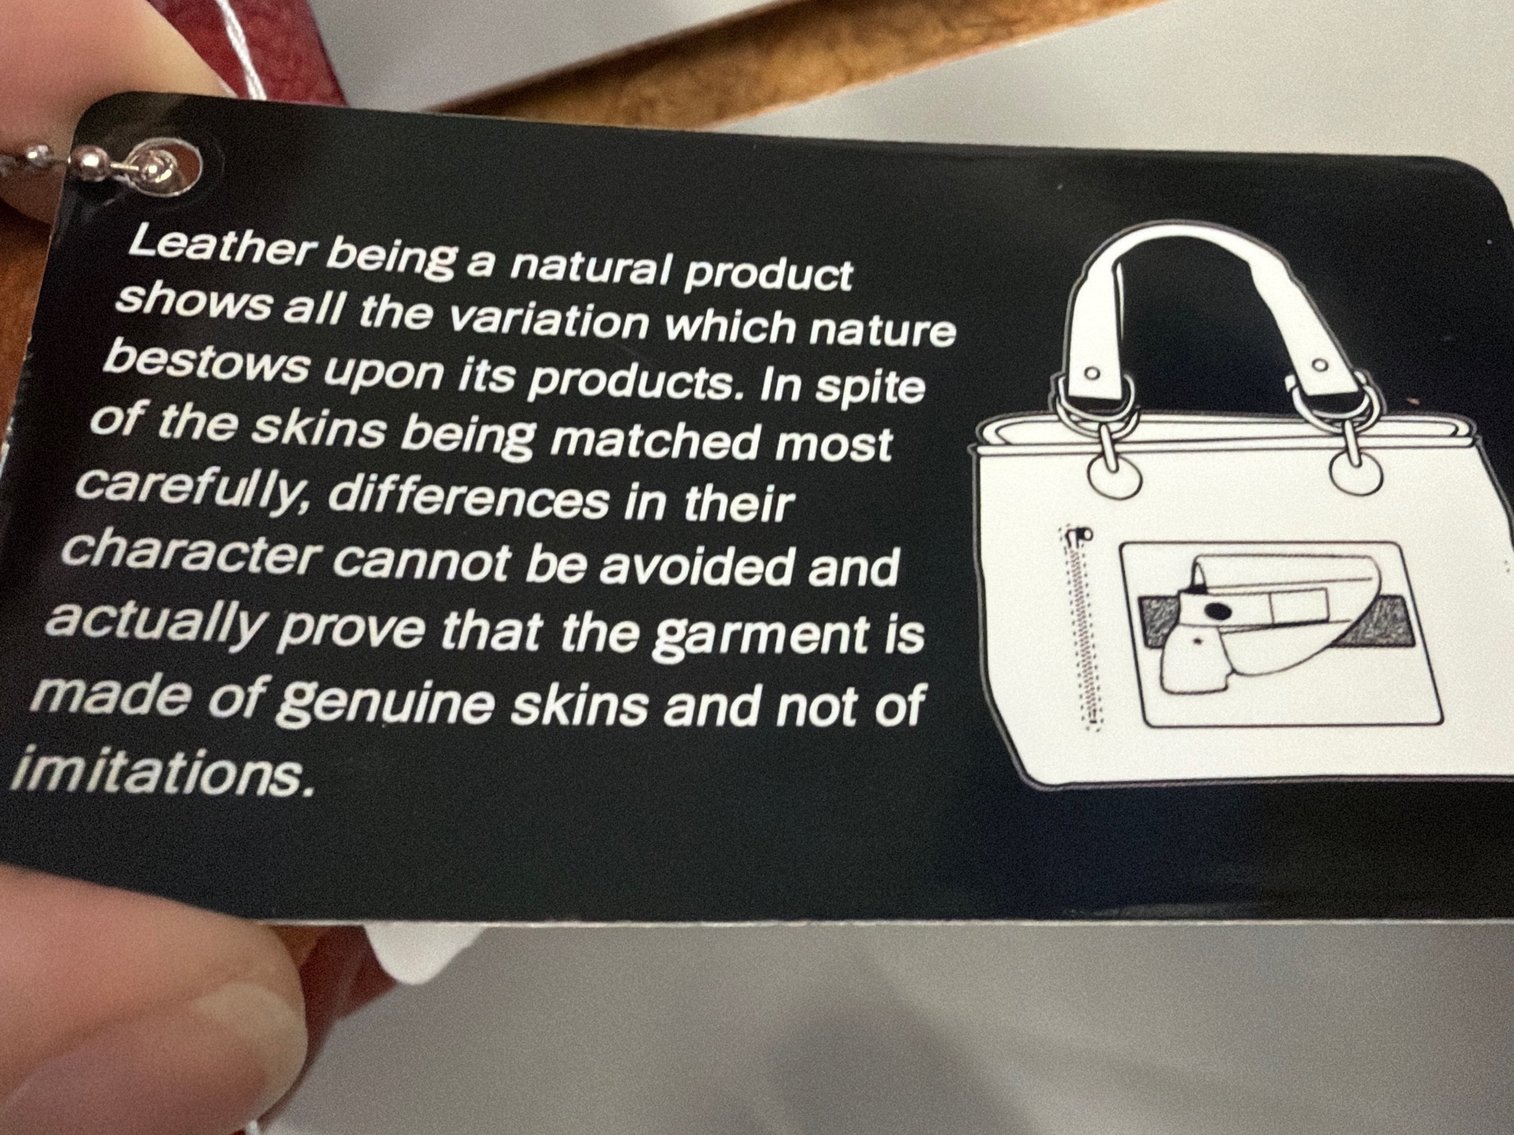 Leather being a natural product
shows all the variation which nature
bestows upon its products. In spite
of the skins being matched most
carefully, differences in their
character cannot be avoided and
actually prove that the garment is
made of genuine skins and not of
imitations.